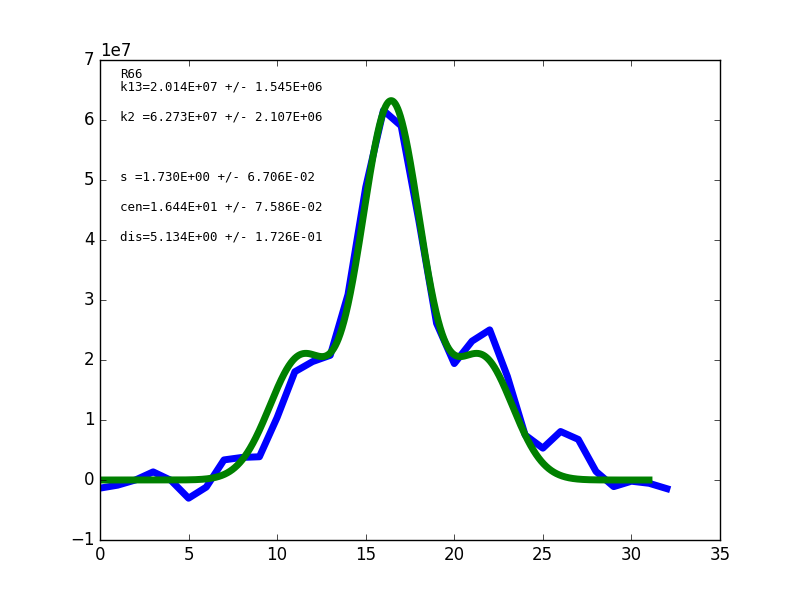 1e7
7
R66
k13=2.014E+07 +/- 1.545E+06
6
k2 =6.273E+07 +/- 2.107E+06
5
s =1.730E+00 +/- 6.706E-02
cen=1.644E+01 +/- 7.586E-02
4
dis=5.134E+00 +/- 1.726E-01
3
2
1
0
−1
0 5 10 15 20 25 30 35